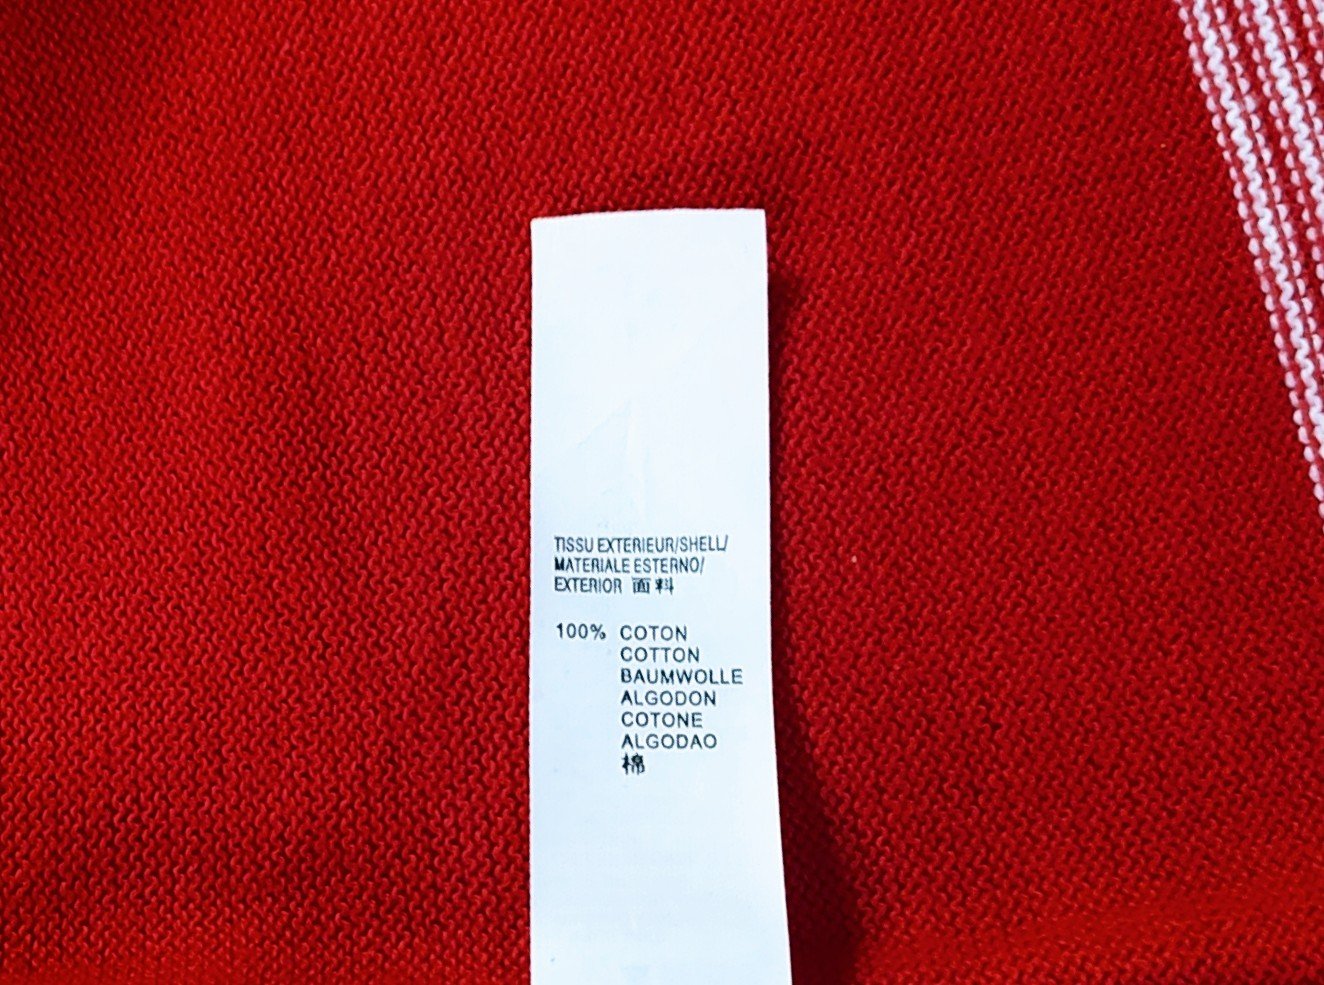 TISSU EXTERIEUR/SHELL/
MATERIALE ESTERNO/
EXTERIOR 面料
100% COTON
COTTON
BAUMWOLLE
ALGODON
COTONE
ALGODAO
棉